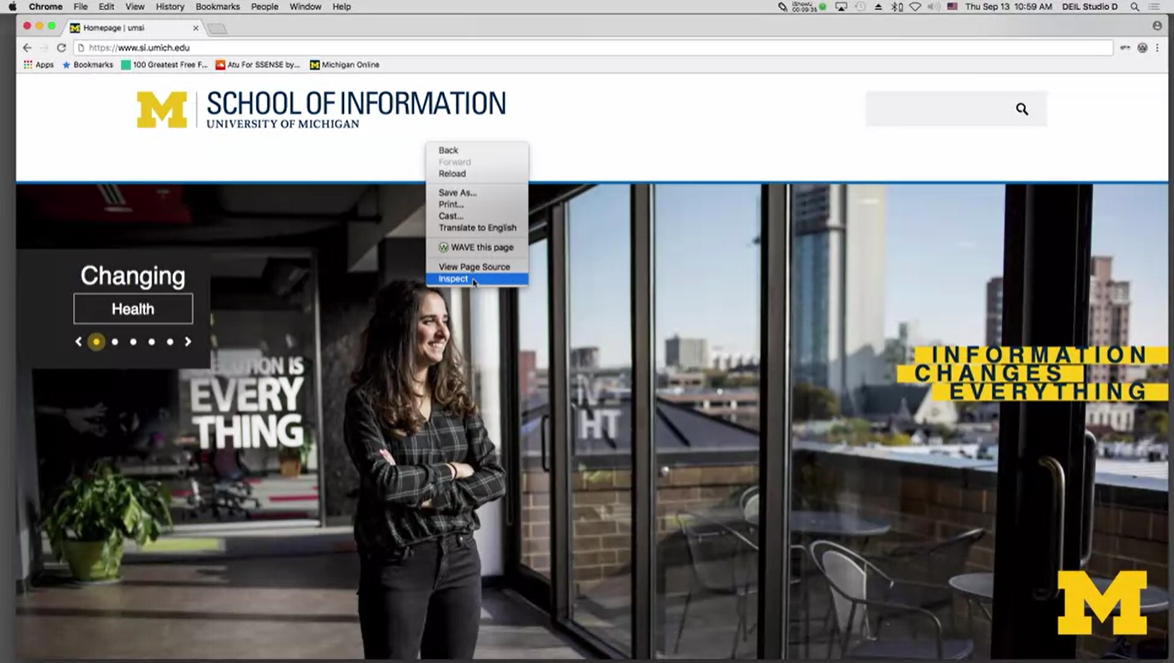 Chrome File Edit View History Bookmarks People Window Help
Thu Sep 13 10:59 AM DEIL Studio D
Homepage | umsi
https://www.si.umich.edu
Apps Bookmarks 100 Greatest Free F... Atu For SSENSE by... Michigan Online
M SCHOOL OF INFORMATION
UNIVERSITY OF MICHIGAN
Back
Forward
Reload
Save As...
Print...
Cast...
Translate to English
WAVE this page
View Page Source
Inspect
Changing
Health
IS
EVERY
THING
HT
INFORMATION
CHANGES
EVERYTHING
M